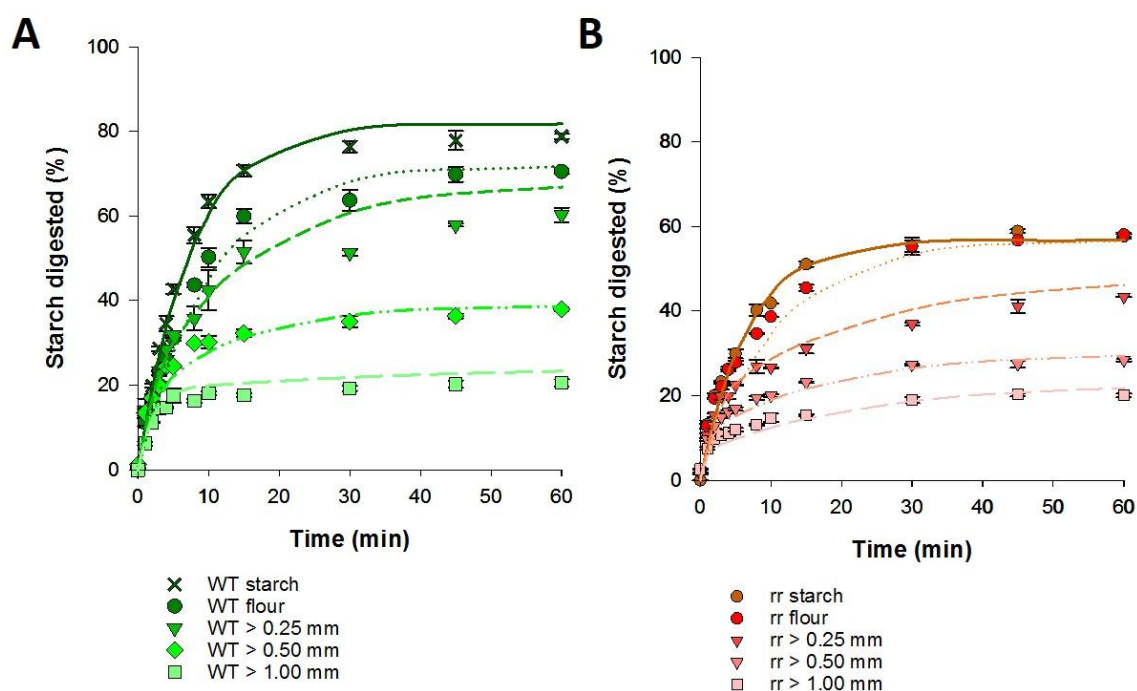 A
100
80
60
40
20
0
Starch digested (%)
0 10 20 30 40 50 60
Time (min)
WT starch
WT flour
WT > 0.25 mm
WT > 0.50 mm
WT > 1.00 mm
B
100
80
60
40
20
0
Starch digested (%)
0 10 20 30 40 50 60
Time (min)
rr starch
rr flour
rr > 0.25 mm
rr > 0.50 mm
rr > 1.00 mm